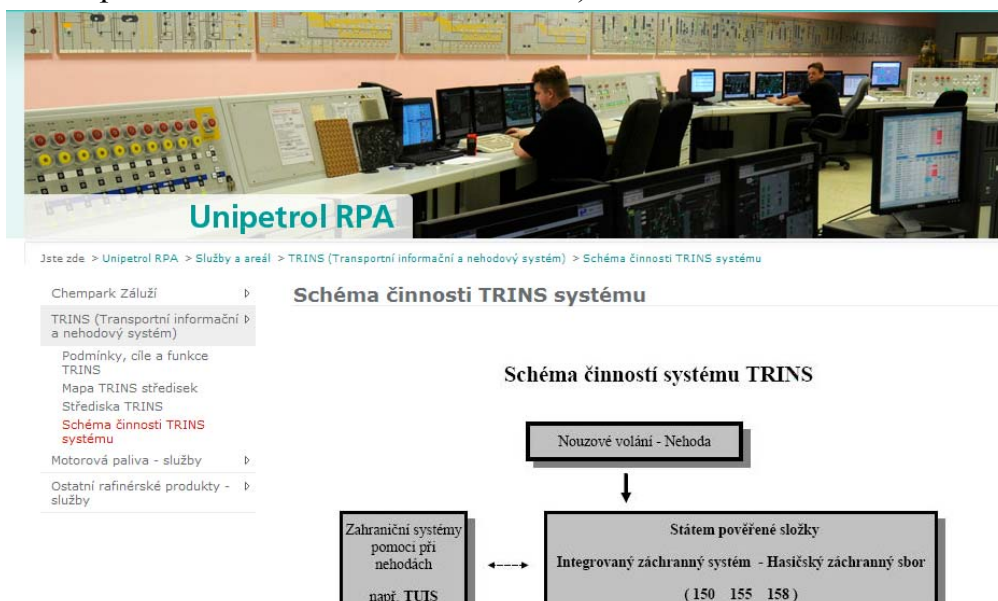 Unipetrol RPA
Jste zde > Unipetrol RPA > Služby a areál > TRINS (Transportní informační a nehodový systém) > Schéma činnosti TRINS systému
Chempark Záluží
TRINS (Transportní informační
a nehodový systém)
Podmínky, cíle a funkce
TRINS
Mapa TRINS středisek
Střediska TRINS
Schéma činnosti TRINS
systému
Motorová paliva - služby
Ostatní rafinérské produkty -
služby
Schéma činnosti TRINS systému
Schéma činností systému TRINS
Nouzové volání - Nehoda
Zahraniční systémy
pomoci při
nehodách
např. TUIS
Státem pověřené složky
Integrovaný záchranný systém - Hasičský záchranný sbor
( 150 155 158 )